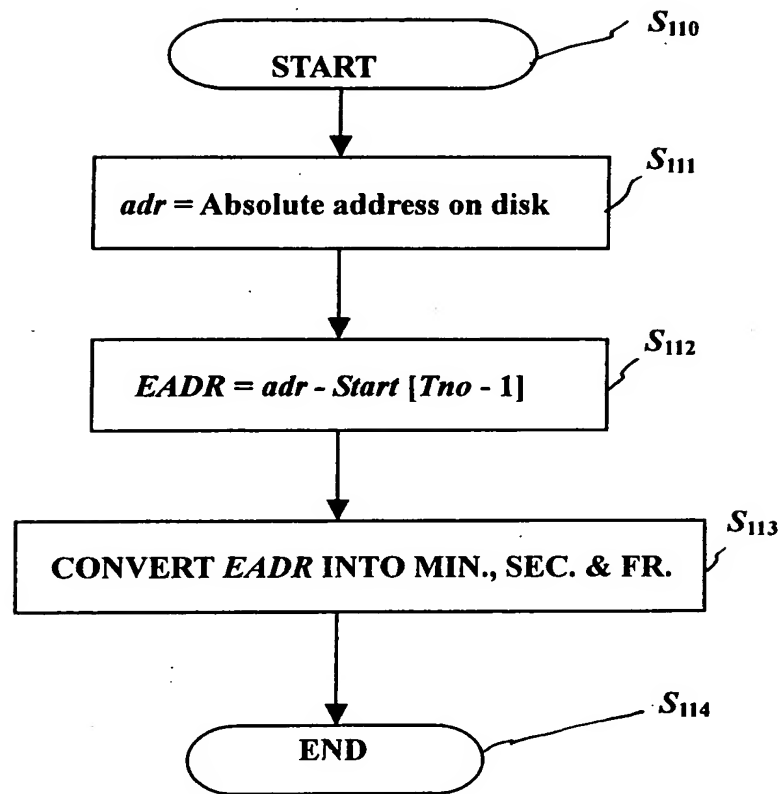 S110
START
S111
adr = Absolute address on disk
S112
EADR = adr - Start [Tno - 1]
S113
CONVERT EADR INTO MIN., SEC. & FR.
S114
END